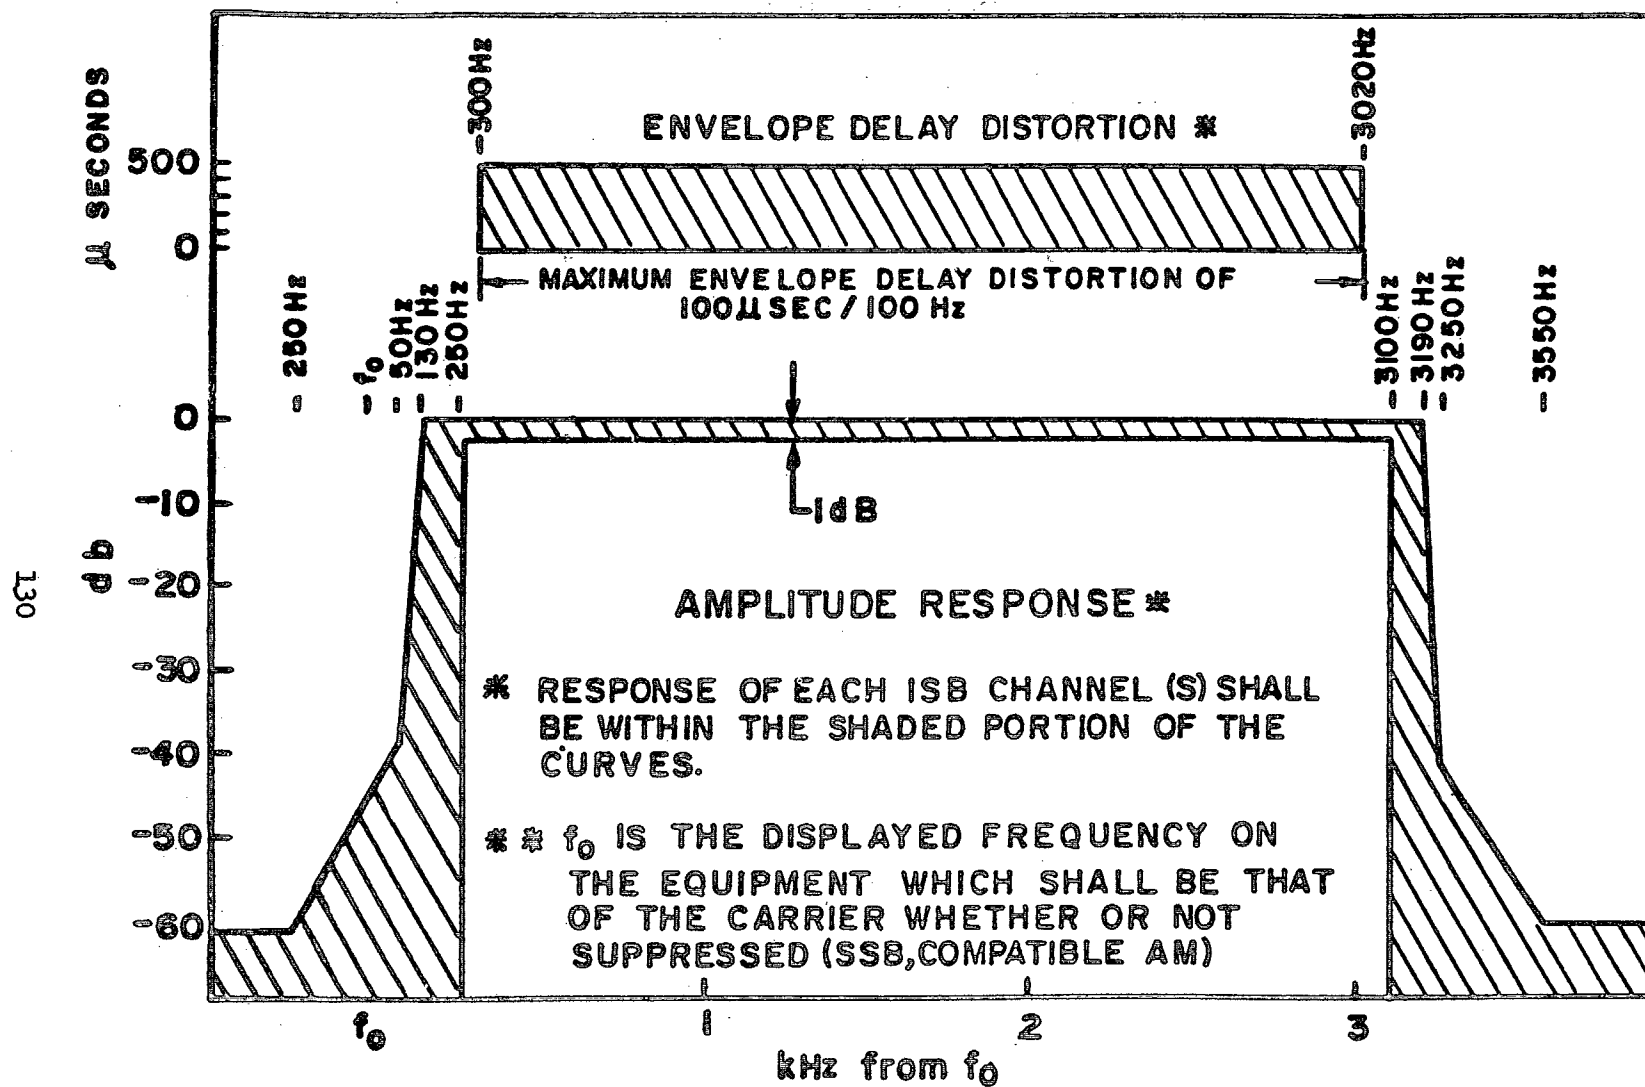 -300Hz
-3020Hz
ENVELOPE DELAY DISTORTION *
μ SECONDS
500
0
MAXIMUM ENVELOPE DELAY DISTORTION OF
100μSEC / 100 Hz
- 250Hz
- f0
- 50Hz
- 130Hz
- 250Hz
-3100Hz
-3190Hz
-3250Hz
-3550Hz
0
-10
-20
-30
-40
-50
-60
db
1dB
AMPLITUDE RESPONSE *
* RESPONSE OF EACH ISB CHANNEL (S) SHALL
BE WITHIN THE SHADED PORTION OF THE
CURVES.
* * f0 IS THE DISPLAYED FREQUENCY ON
THE EQUIPMENT WHICH SHALL BE THAT
OF THE CARRIER WHETHER OR NOT
SUPPRESSED (SSB, COMPATIBLE AM)
f0
1
2
3
kHz from f0
130